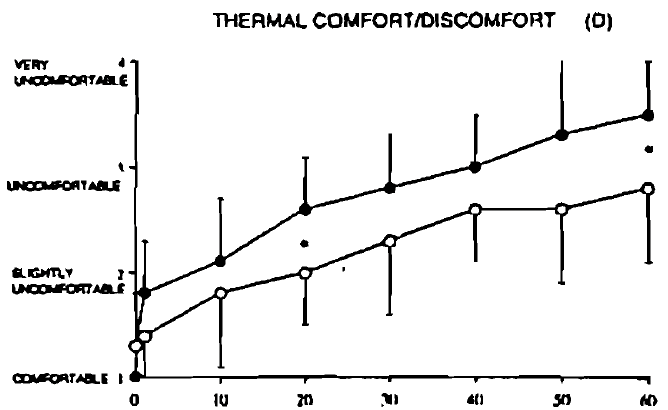 THERMAL COMFORT/DISCOMFORT (D)
VERY
UNCOMFORTABLE
4
UNCOMFORTABLE
3
SLIGHTLY
UNCOMFORTABLE
2
COMFORTABLE
1
0 10 20 30 40 50 60